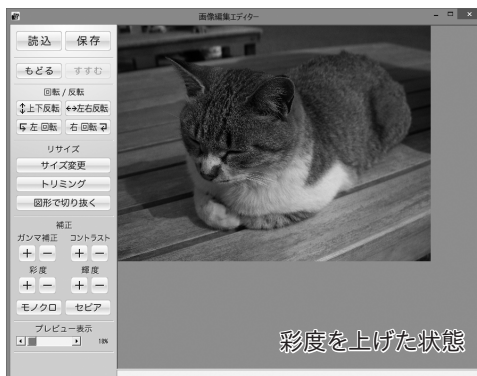 画像編集エディター
読込 保存
もどる すすむ
回転 / 反転
上下反転 左右反転
左 回転 右 回転
リサイズ
サイズ変更
トリミング
図形で切り抜く
補正
ガンマ補正 コントラスト
+ − + −
彩度 輝度
+ − + −
モノクロ セピア
プレビュー表示
18%
彩度を上げた状態